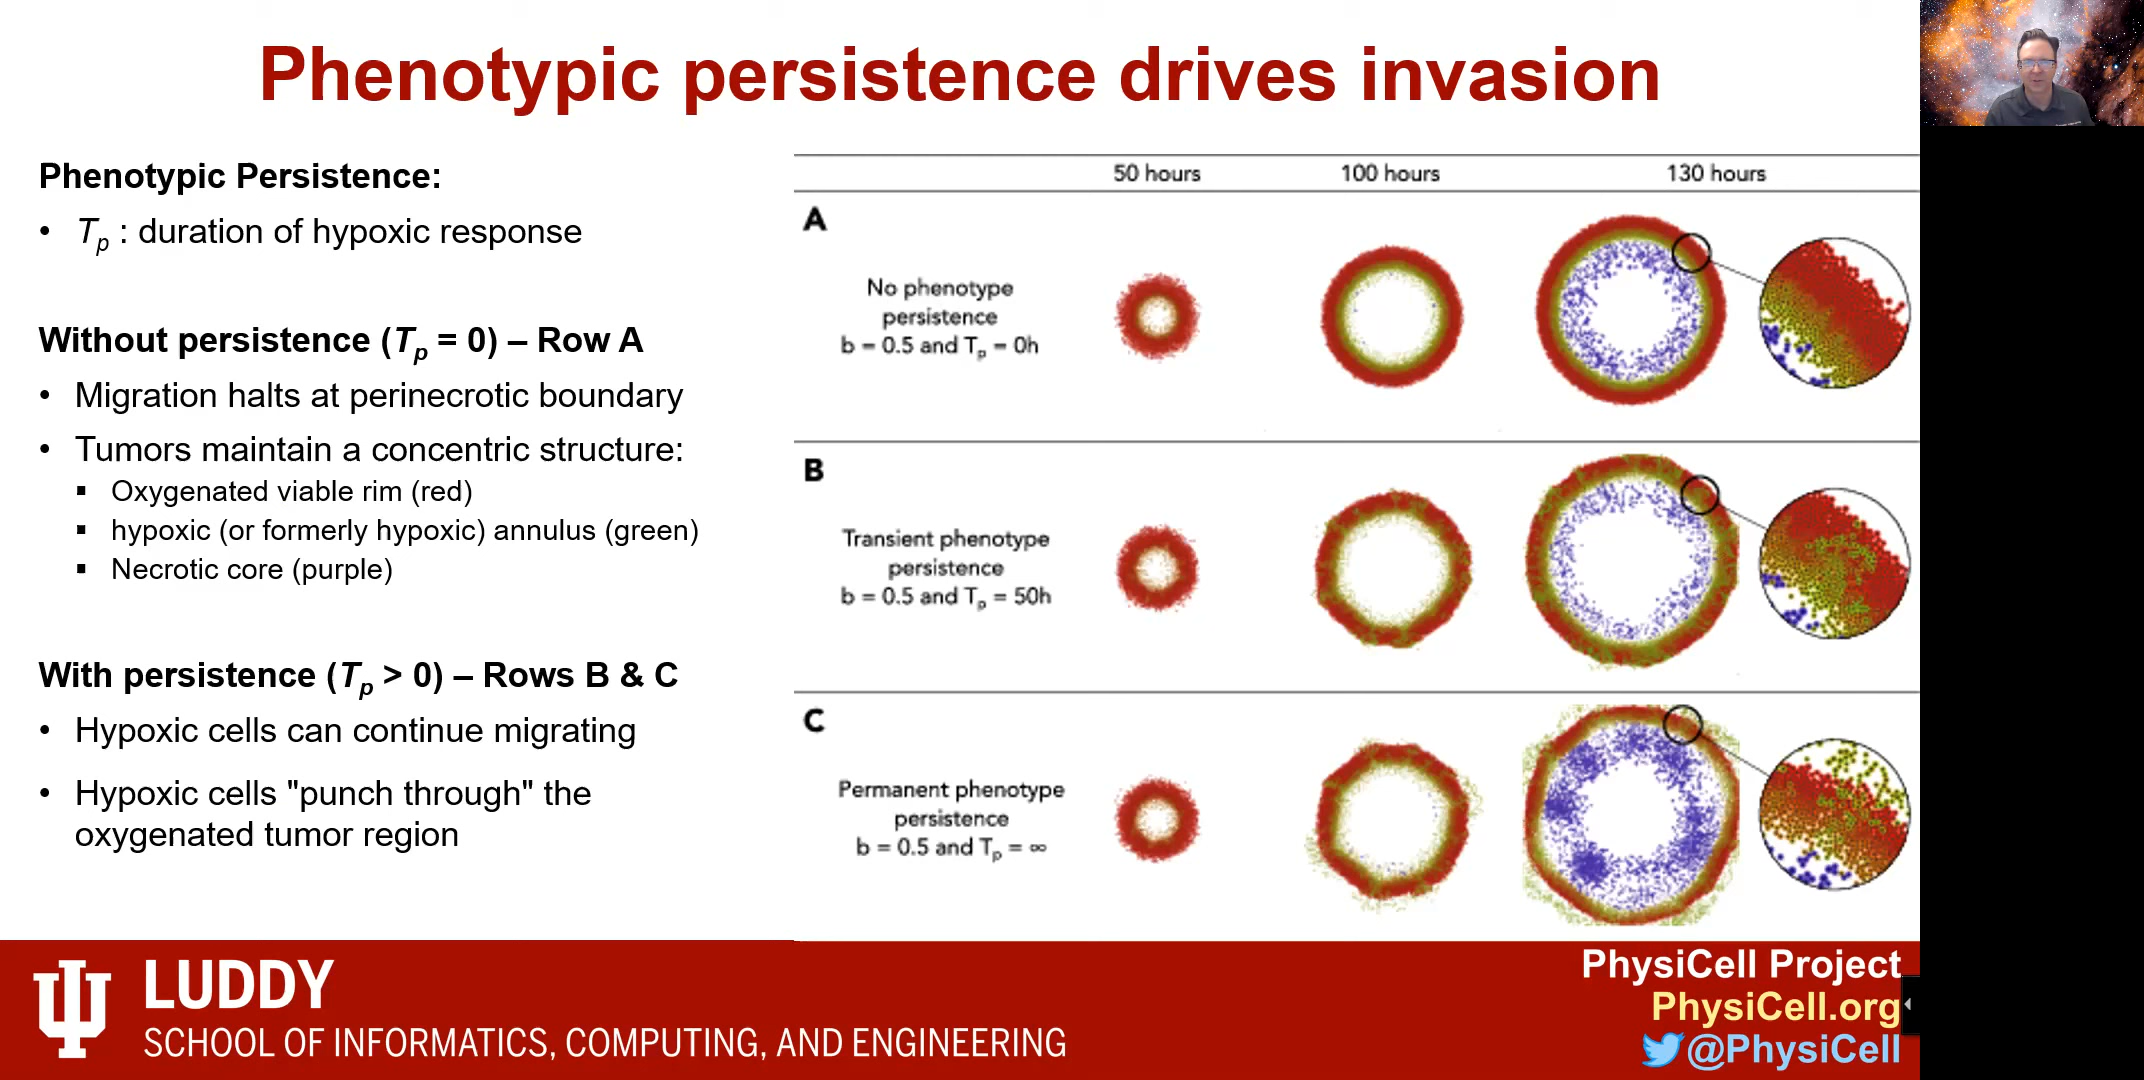 Phenotypic persistence drives invasion
Phenotypic Persistence:
• Tp : duration of hypoxic response
Without persistence (Tp = 0) – Row A
• Migration halts at perinecrotic boundary
• Tumors maintain a concentric structure:
▪ Oxygenated viable rim (red)
▪ hypoxic (or formerly hypoxic) annulus (green)
▪ Necrotic core (purple)
With persistence (Tp > 0) – Rows B & C
• Hypoxic cells can continue migrating
• Hypoxic cells "punch through" the
oxygenated tumor region
50 hours 100 hours 130 hours
A
No phenotype
persistence
b = 0.5 and Tp = 0h
B
Transient phenotype
persistence
b = 0.5 and Tp = 50h
C
Permanent phenotype
persistence
b = 0.5 and Tp = ∞
LUDDY
SCHOOL OF INFORMATICS, COMPUTING, AND ENGINEERING
PhysiCell Project
PhysiCell.org
@PhysiCell